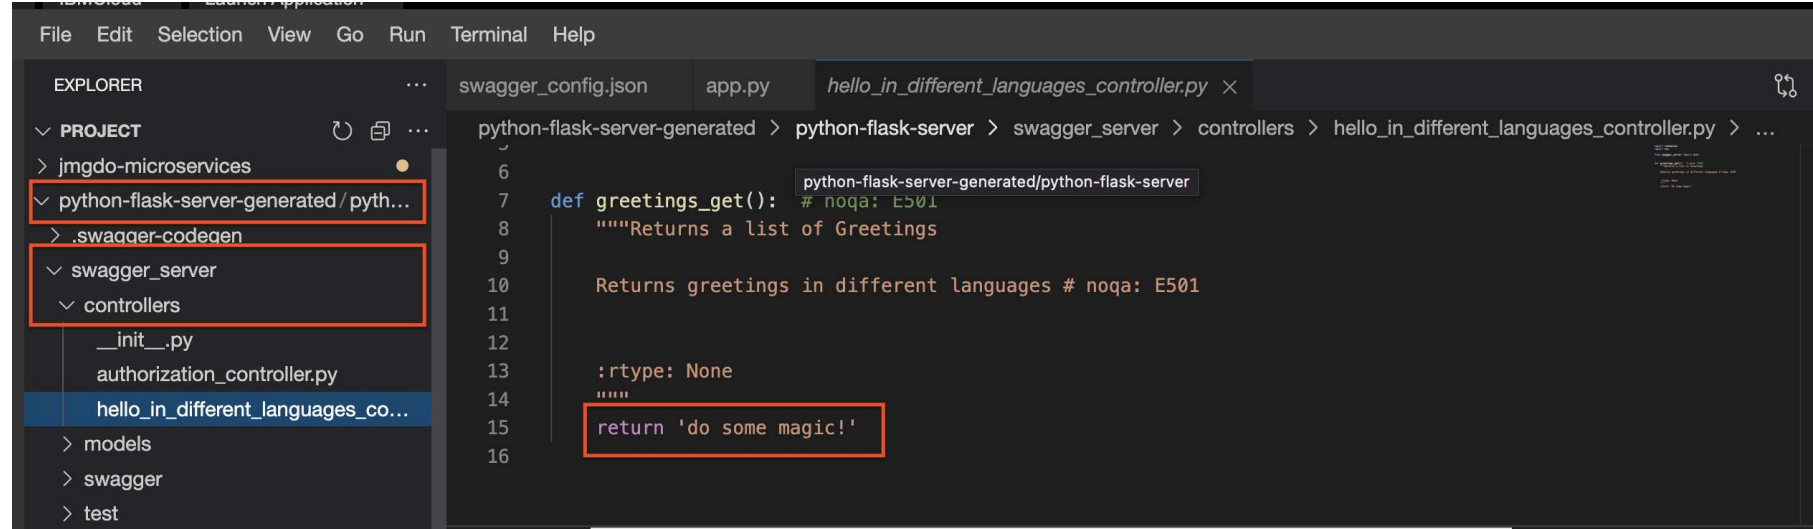 IBMCloud Launch Application
File Edit Selection View Go Run Terminal Help
EXPLORER
PROJECT
jmgdo-microservices
python-flask-server-generated / pyth...
.swagger-codegen
swagger_server
controllers
__init__.py
authorization_controller.py
hello_in_different_languages_co...
models
swagger
test
swagger_config.json app.py hello_in_different_languages_controller.py
python-flask-server-generated > python-flask-server > swagger_server > controllers > hello_in_different_languages_controller.py > ...
python-flask-server-generated/python-flask-server
5
6
7 def greetings_get(): # noqa: E501
8 """Returns a list of Greetings
9
10 Returns greetings in different languages # noqa: E501
11
12
13 :rtype: None
14 """
15 return 'do some magic!'
16